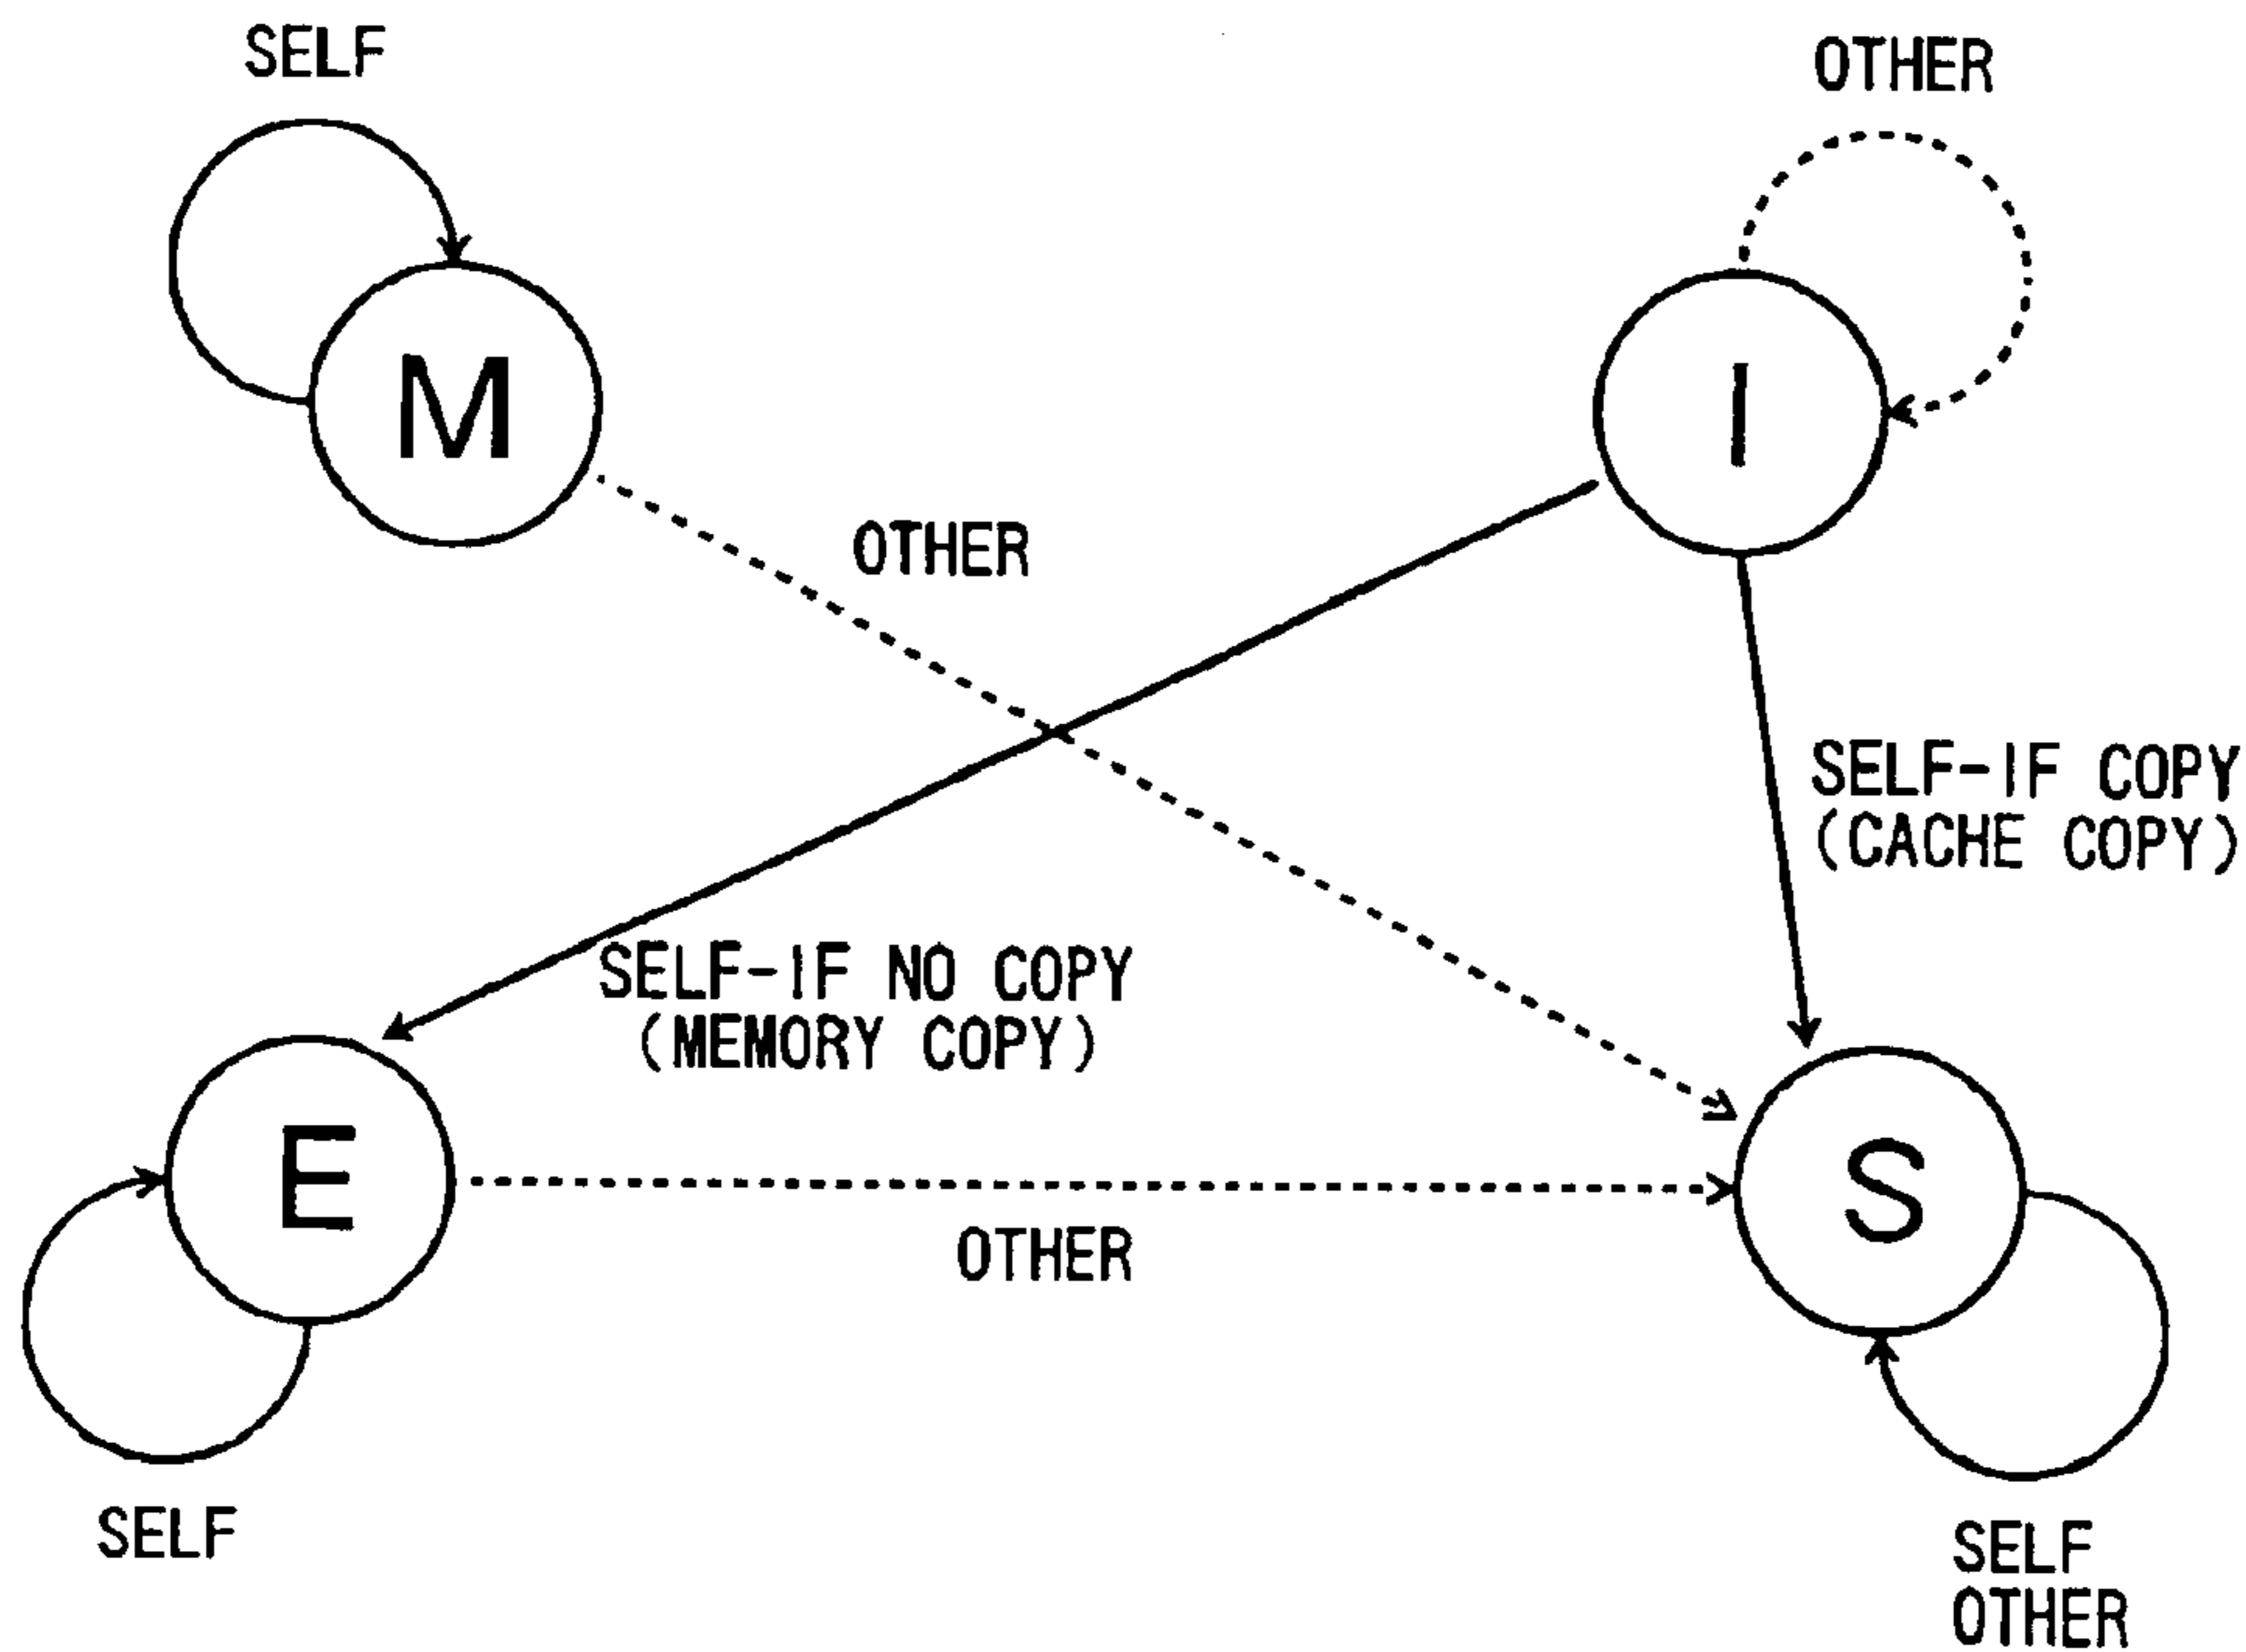 SELF
OTHER
M
I
OTHER
SELF-IF COPY
(CACHE COPY)
SELF-IF NO COPY
(MEMORY COPY)
E
S
OTHER
SELF
SELF
OTHER